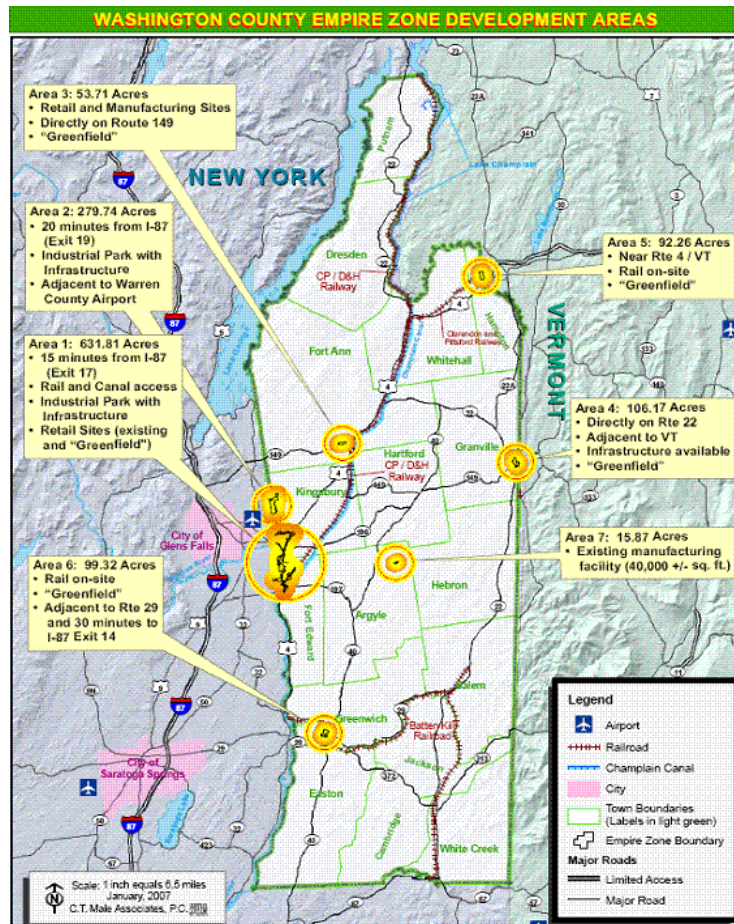 WASHINGTON COUNTY EMPIRE ZONE DEVELOPMENT AREAS
Area 3: 53.71 Acres
• Retail and Manufacturing Sites
• Directly on Route 149
• "Greenfield"
NEW YORK
Area 2: 279.74 Acres
• 20 minutes from I-87
(Exit 19)
• Industrial Park with
Infrastructure
• Adjacent to Warren
County Airport
Area 1: 631.81 Acres
• 15 minutes from I-87
(Exit 17)
• Rail and Canal access
• Industrial Park with
Infrastructure
• Retail Sites (existing
and "Greenfield")
Area 6: 99.32 Acres
• Rail on-site
• "Greenfield"
• Adjacent to Rte 29
and 30 minutes to
I-87 Exit 14
Area 5: 92.26 Acres
• Near Rte 4 / VT
• Rail on-site
• "Greenfield"
VERMONT
Area 4: 106.17 Acres
• Directly on Rte 22
• Adjacent to VT
• Infrastructure available
• "Greenfield"
Area 7: 15.87 Acres
• Existing manufacturing
facility (40,000 +/- sq. ft.)
Putnam
Lake Champlain
Dresden
CP / D&H
Railway
Clarendon and
Pittsford Railway
Champlain Canal
Fort Ann
Whitehall
Hartford
CP / D&H
Railway
Granville
Kingsbury
City of
Glens Falls
Hebron
Argyle
Fort Edward
Salem
Greenwich
Batten Kill
Railroad
Jackson
Easton
Cambridge
White Creek
City of
Saratoga Springs
Legend
Airport
Railroad
Champlain Canal
City
Town Boundaries
(Labels in light green)
Empire Zone Boundary
Major Roads
Limited Access
Major Road
N
Scale: 1 inch equals 6.5 miles
January, 2007
C.T. Male Associates, P.C.